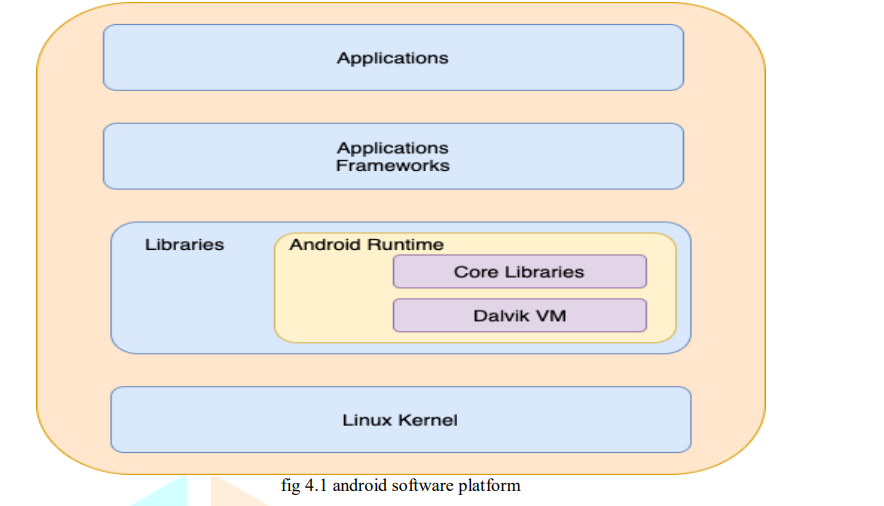 Applications
Applications
Frameworks
Libraries
Android Runtime
Core Libraries
Dalvik VM
Linux Kernel
fig 4.1 android software platform